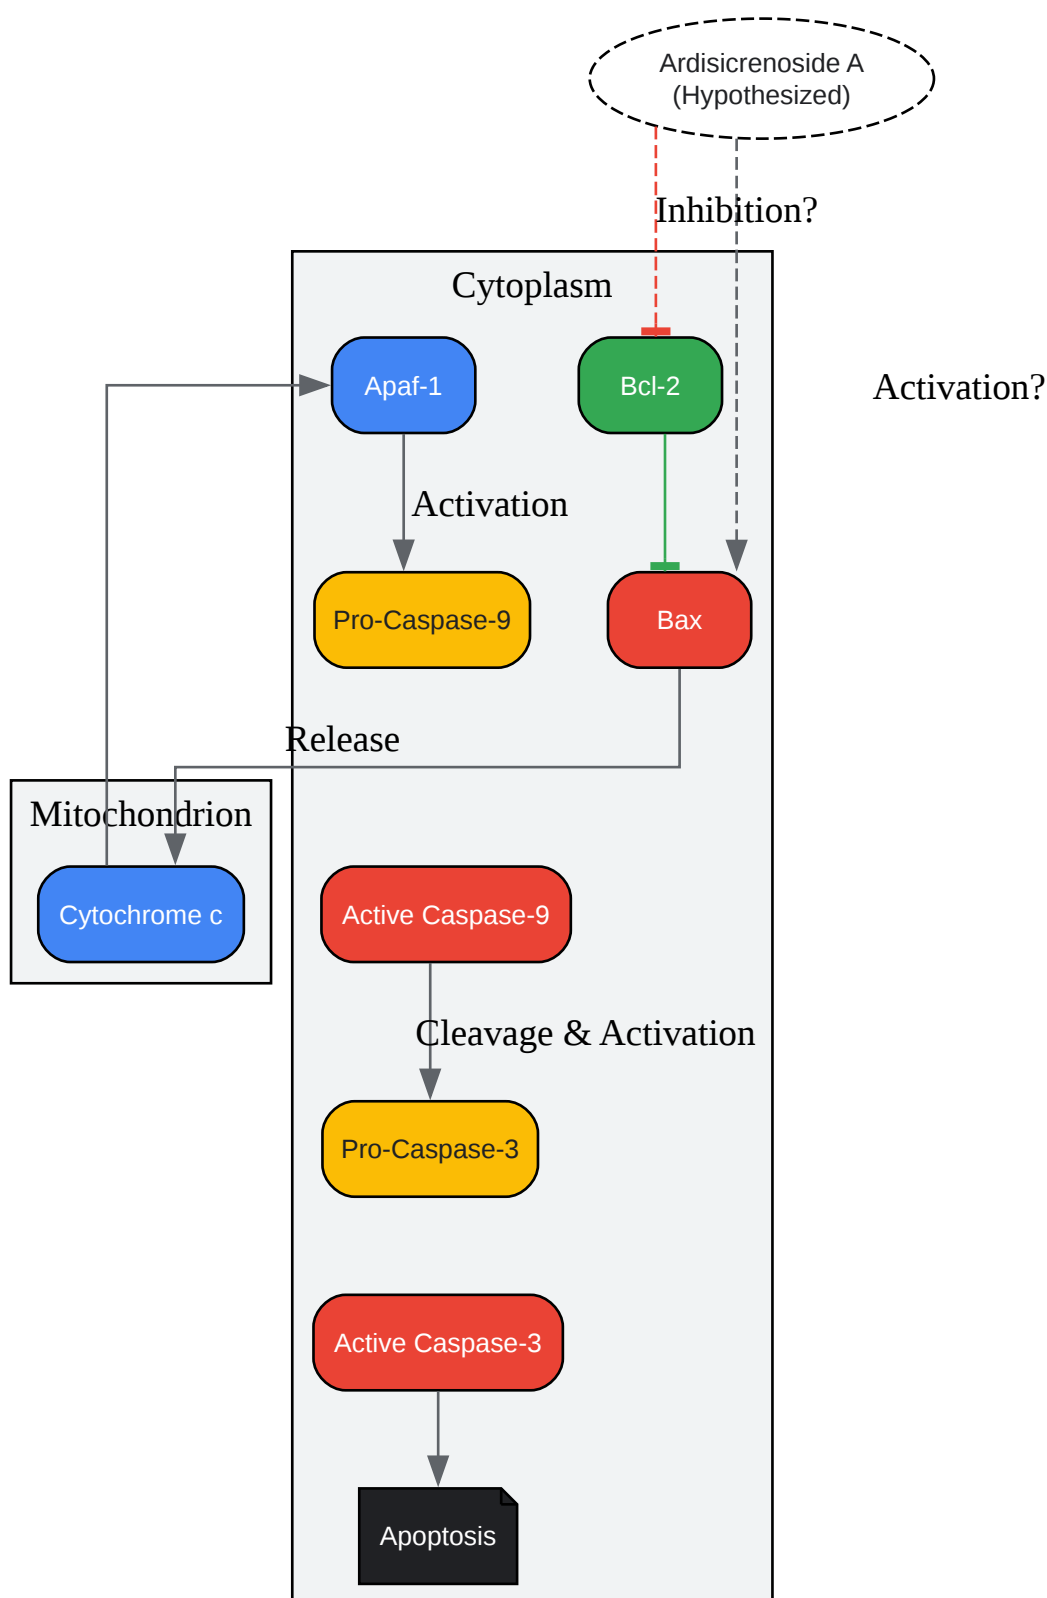 Ardisicrenoside A
(Hypothesized)
Inhibition?
Cytoplasm
Apaf-1
Bcl-2
Activation?
Activation
Pro-Caspase-9
Bax
Release
Mitochondrion
Cytochrome c
Active Caspase-9
Cleavage & Activation
Pro-Caspase-3
Active Caspase-3
Apoptosis